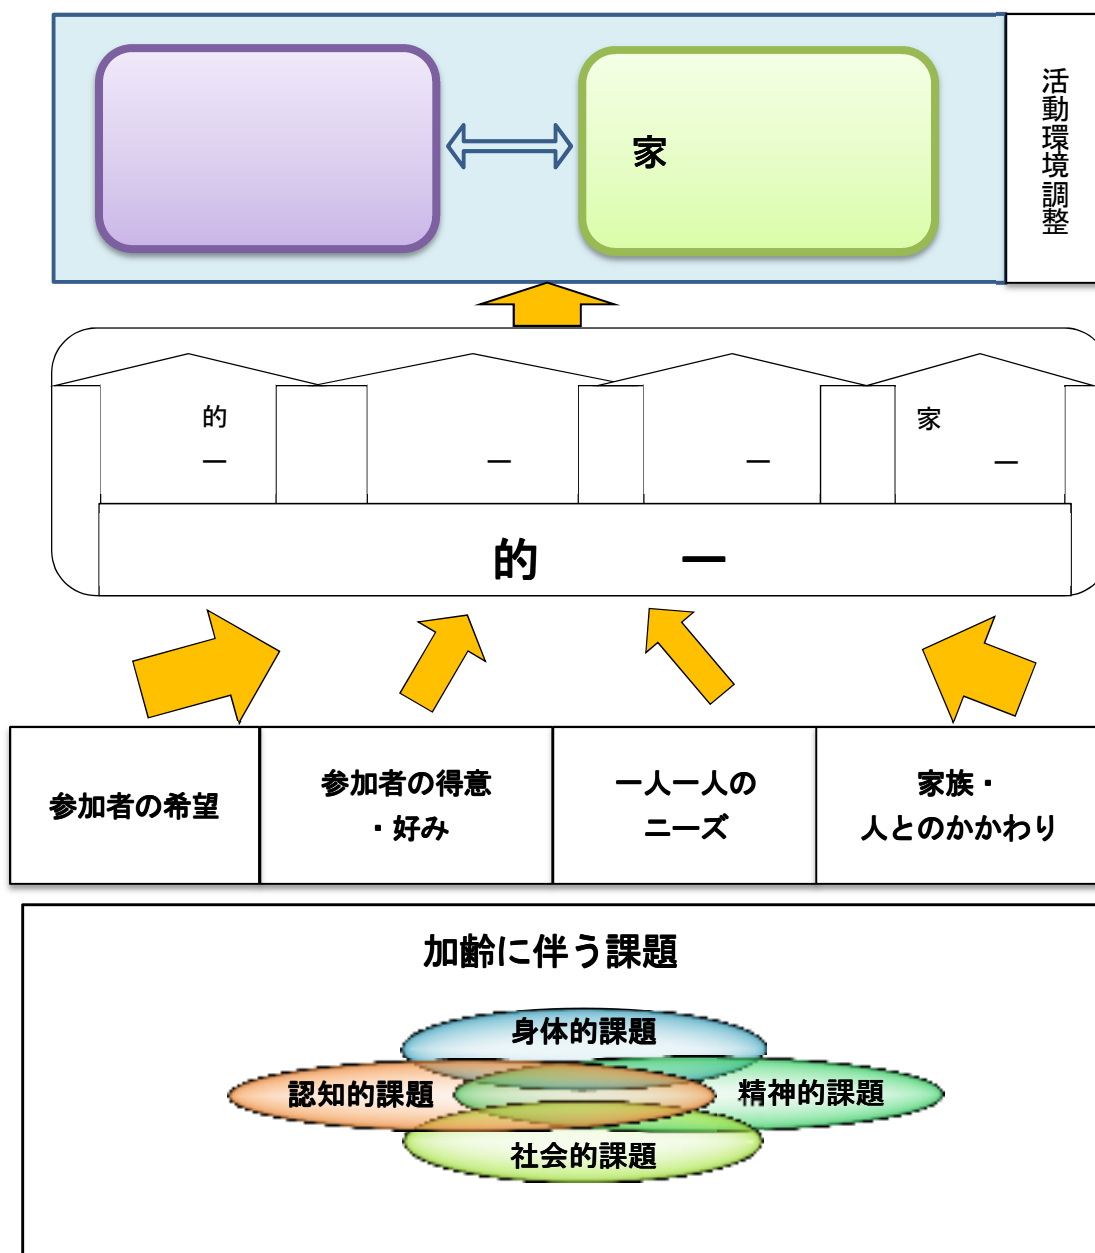 家
活動環境調整
的
家
ー
ー
ー
ー
的 ー
参加者の希望
参加者の得意
・好み
一人一人の
ニーズ
家族・
人とのかかわり
加齢に伴う課題
身体的課題
認知的課題
精神的課題
社会的課題